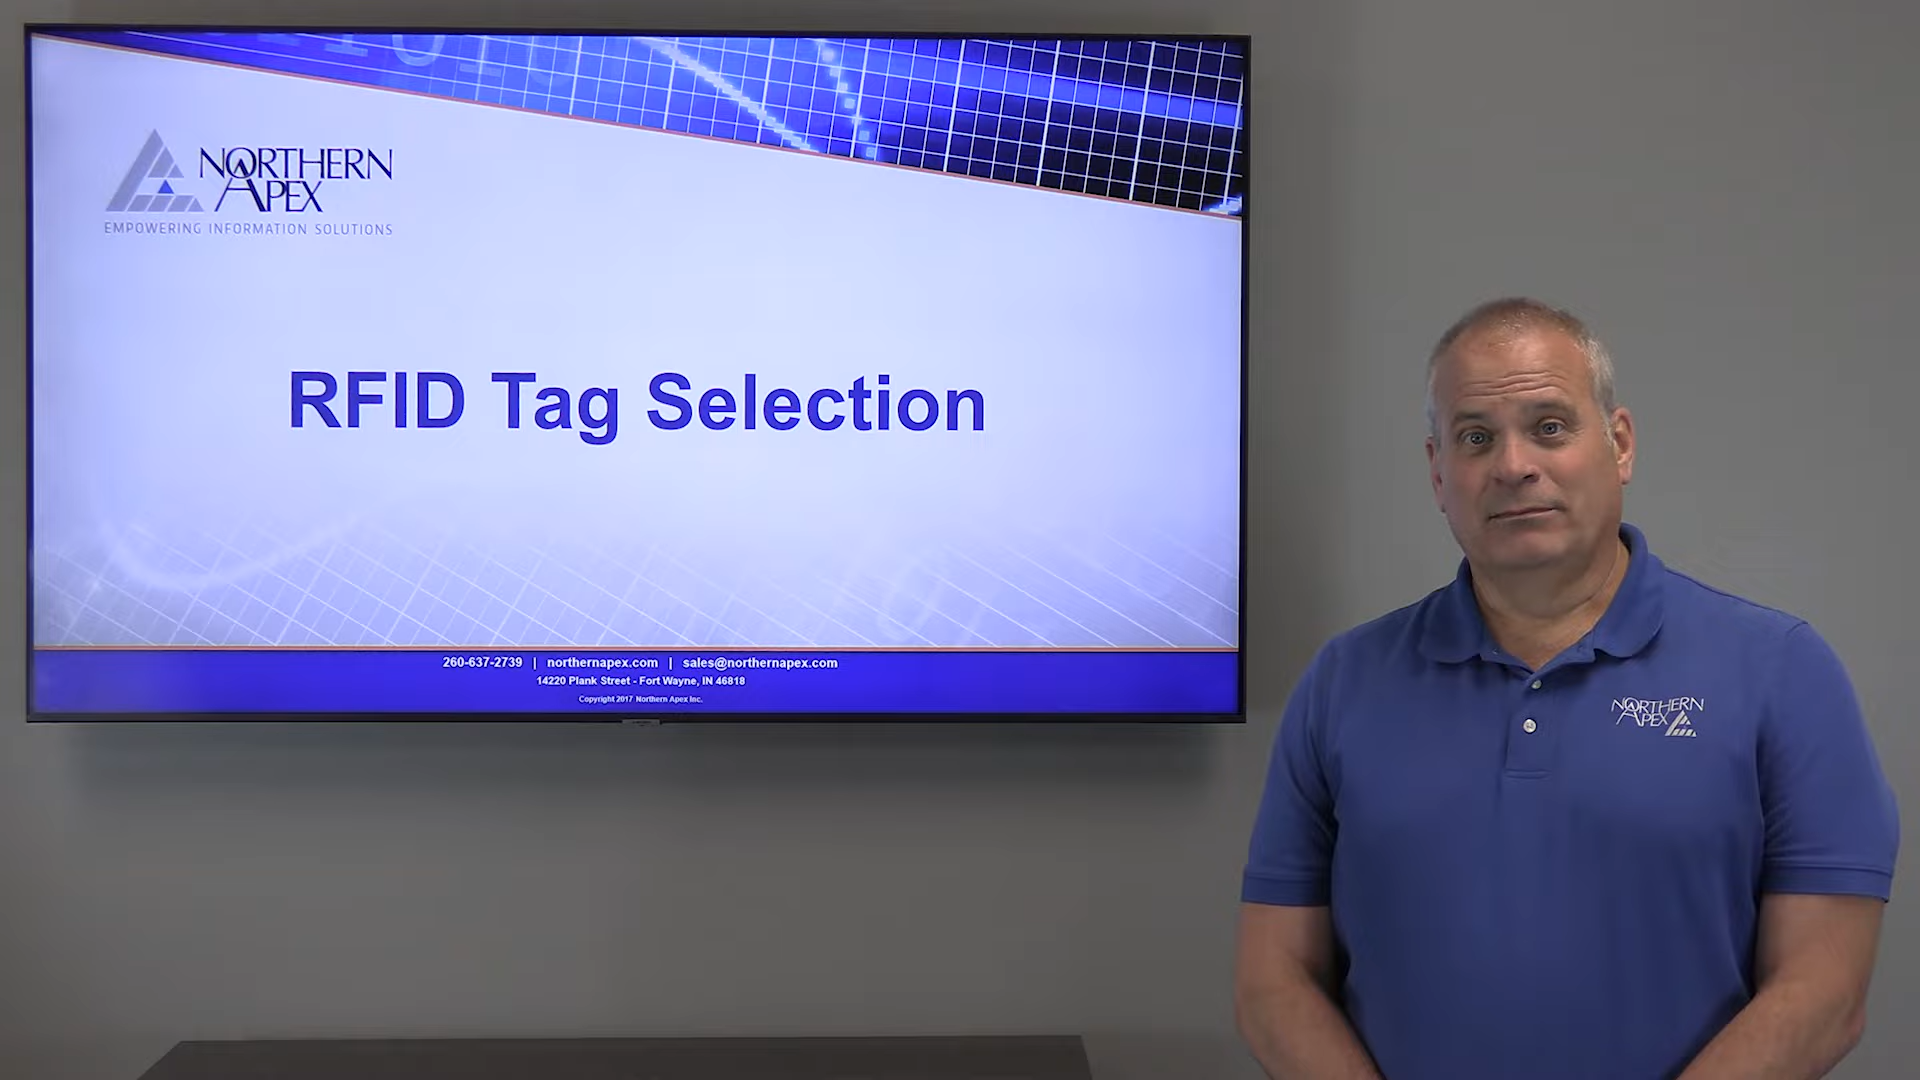 NORTHERN
APEX
EMPOWERING INFORMATION SOLUTIONS
RFID Tag Selection
260-637-2739 | northernapex.com | sales@northernapex.com
14220 Plank Street - Fort Wayne, IN 46818
Copyright 2017 Northern Apex Inc.
NORTHERN
APEX